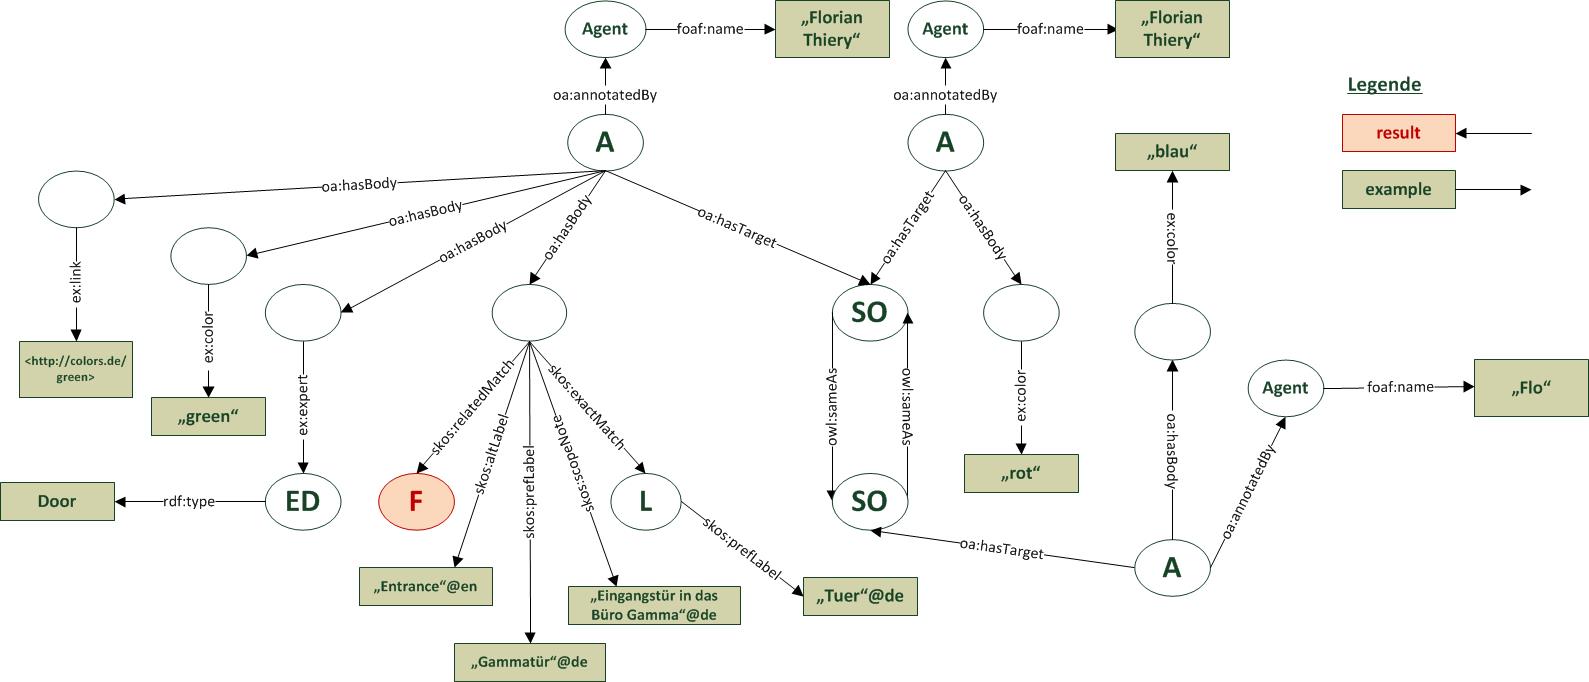 Agent
foaf:name
„Florian
Thiery“
Agent
foaf:name
„Florian
Thiery“
Legende
oa:annotatedBy
oa:annotatedBy
result
A
A
„blau“
example
oa:hasBody
oa:hasBody
oa:hasBody
oa:hasBody
oa:hasTarget
oa:hasTarget
oa:hasBody
ex:color
ex:link
ex:color
SO
<http://colors.de/
green>
„green“
ex:expert
skos:relatedMatch
skos:altLabel
skos:prefLabel
skos:scopeNote
skos:exactMatch
owl:sameAs
owl:sameAs
ex:color
Agent
foaf:name
„Flo“
oa:hasBody
oa:annotatedBy
„rot“
Door
rdf:type
ED
F
L
SO
skos:prefLabel
oa:hasTarget
A
„Entrance“@en
„Eingangstür in das
Büro Gamma“@de
„Tuer“@de
„Gammatür“@de